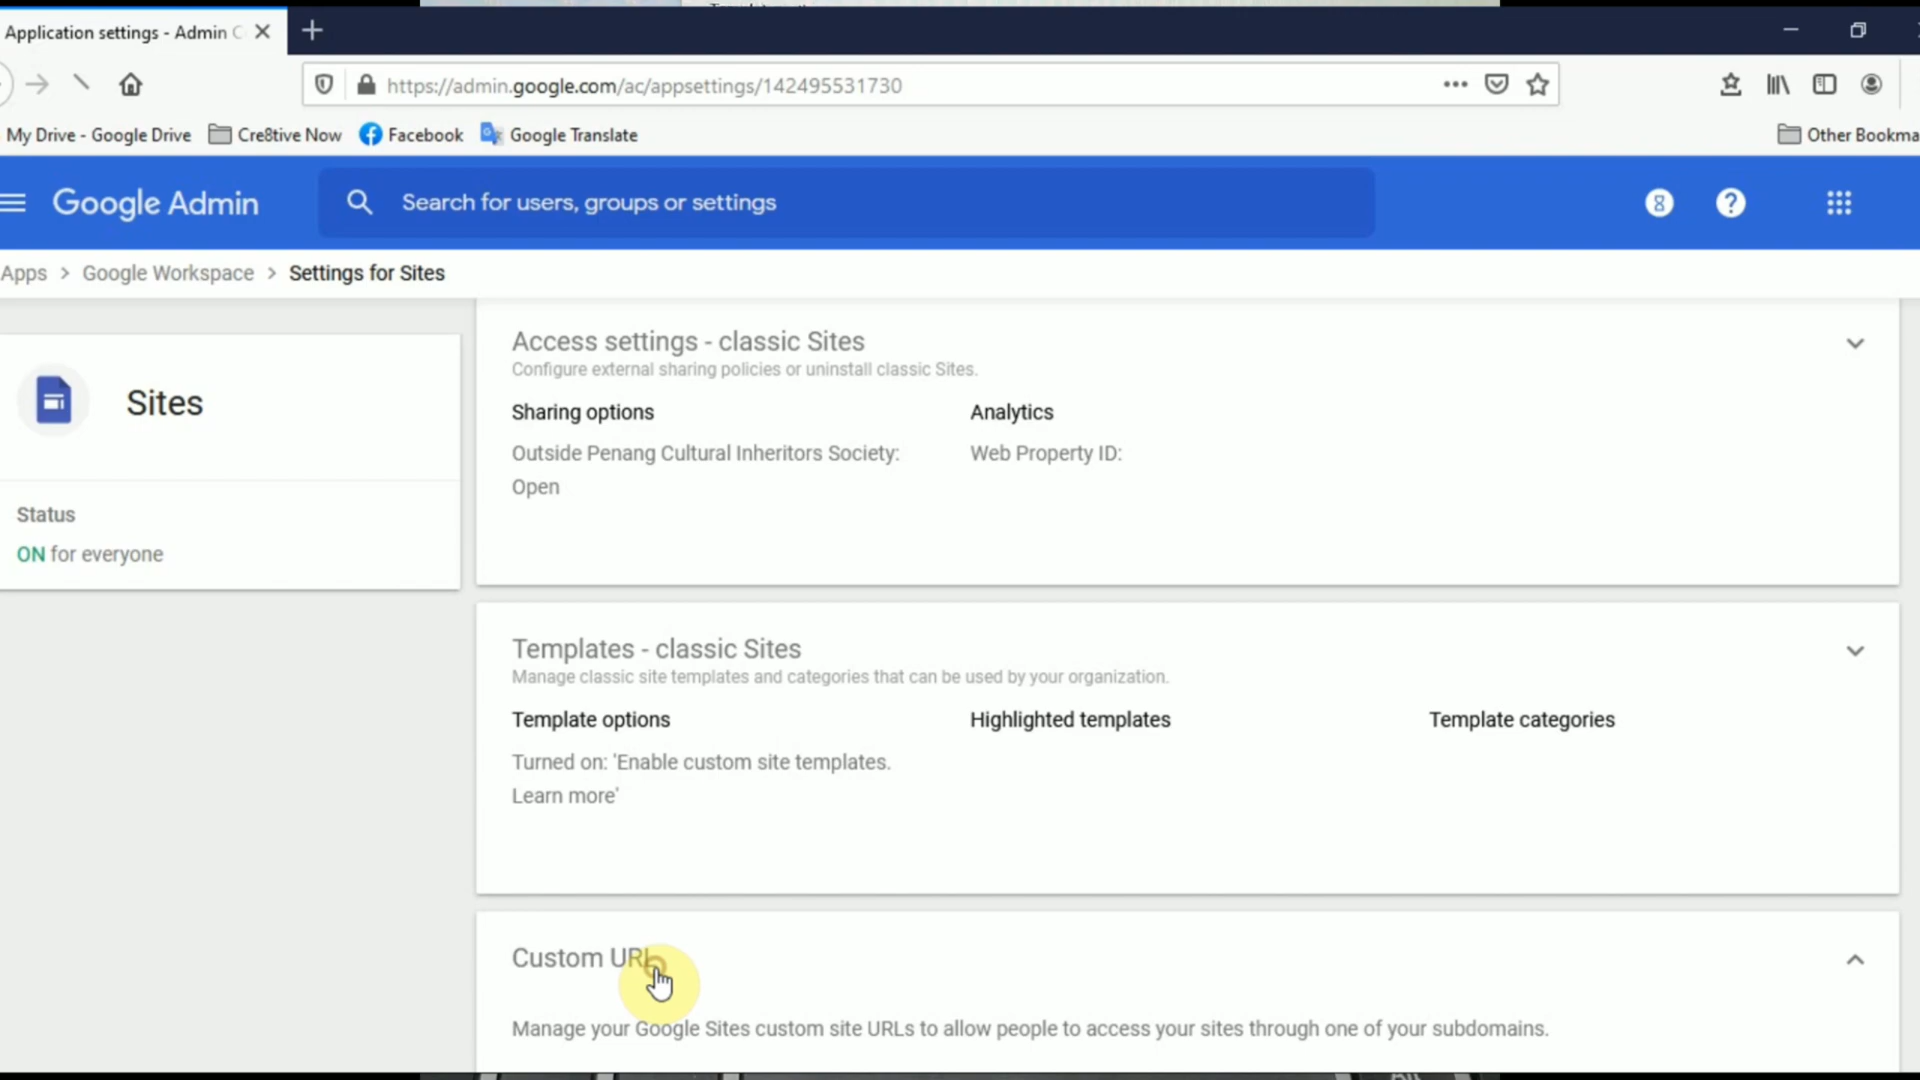 Application settings - Admin C
https://admin.google.com/ac/appsettings/142495531730
My Drive - Google Drive
Cre8tive Now
Facebook
Google Translate
Other Bookma
Google Admin
Search for users, groups or settings
Apps > Google Workspace > Settings for Sites
Sites
Status
ON for everyone
Access settings - classic Sites
Configure external sharing policies or uninstall classic Sites.
Sharing options
Analytics
Outside Penang Cultural Inheritors Society:
Open
Web Property ID:
Templates - classic Sites
Manage classic site templates and categories that can be used by your organization.
Template options
Highlighted templates
Template categories
Turned on: 'Enable custom site templates.
Learn more'
Custom URL
Manage your Google Sites custom site URLs to allow people to access your sites through one of your subdomains.